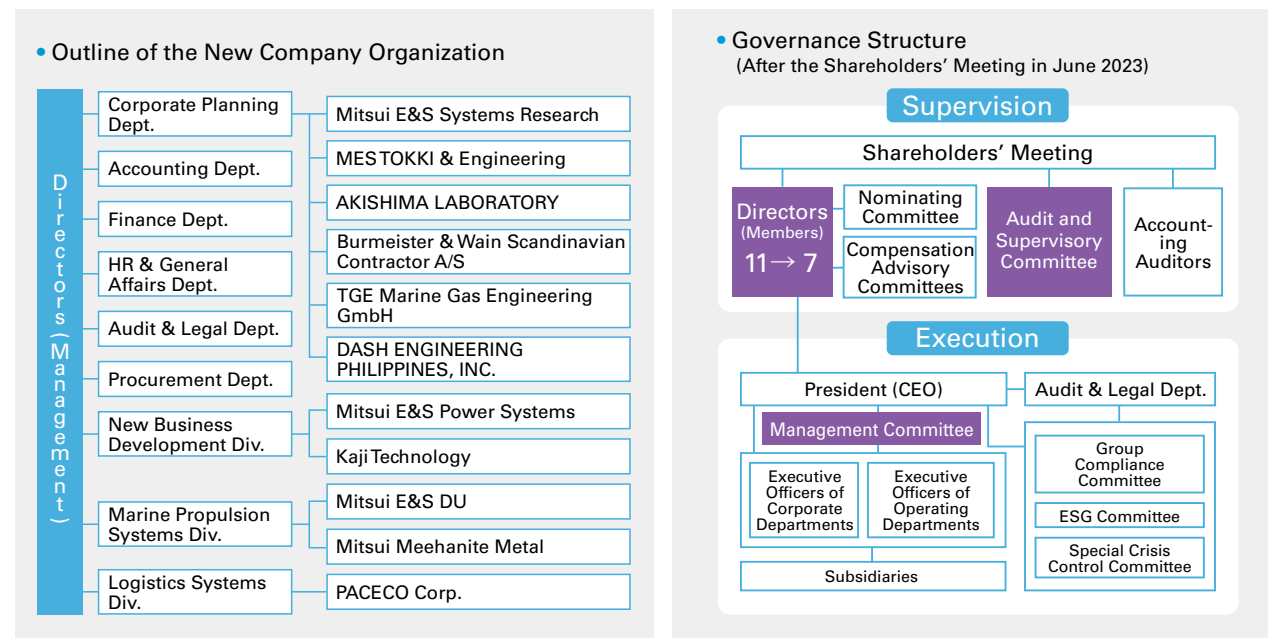 • Outline of the New Company Organization
Directors (Management)
Corporate Planning
Dept.
Accounting Dept.
Finance Dept.
HR & General
Affairs Dept.
Audit & Legal Dept.
Procurement Dept.
New Business
Development Div.
Marine Propulsion
Systems Div.
Logistics Systems
Div.
Mitsui E&S Systems Research
MES TOKKI & Engineering
AKISHIMA LABORATORY
Burmeister & Wain Scandinavian
Contractor A/S
TGE Marine Gas Engineering
GmbH
DASH ENGINEERING
PHILIPPINES, INC.
Mitsui E&S Power Systems
Kaji Technology
Mitsui E&S DU
Mitsui Meehanite Metal
PACECO Corp.
• Governance Structure
(After the Shareholders’ Meeting in June 2023)
Supervision
Shareholders’ Meeting
Directors
(Members)
11→ 7
Nominating
Committee
Compensation
Advisory
Committees
Audit and
Supervisory
Committee
Account-
ing
Auditors
Execution
President (CEO)
Audit & Legal Dept.
Management Committee
Executive
Officers of
Corporate
Departments
Executive
Officers of
Operating
Departments
Subsidiaries
Group
Compliance
Committee
ESG Committee
Special Crisis
Control Committee